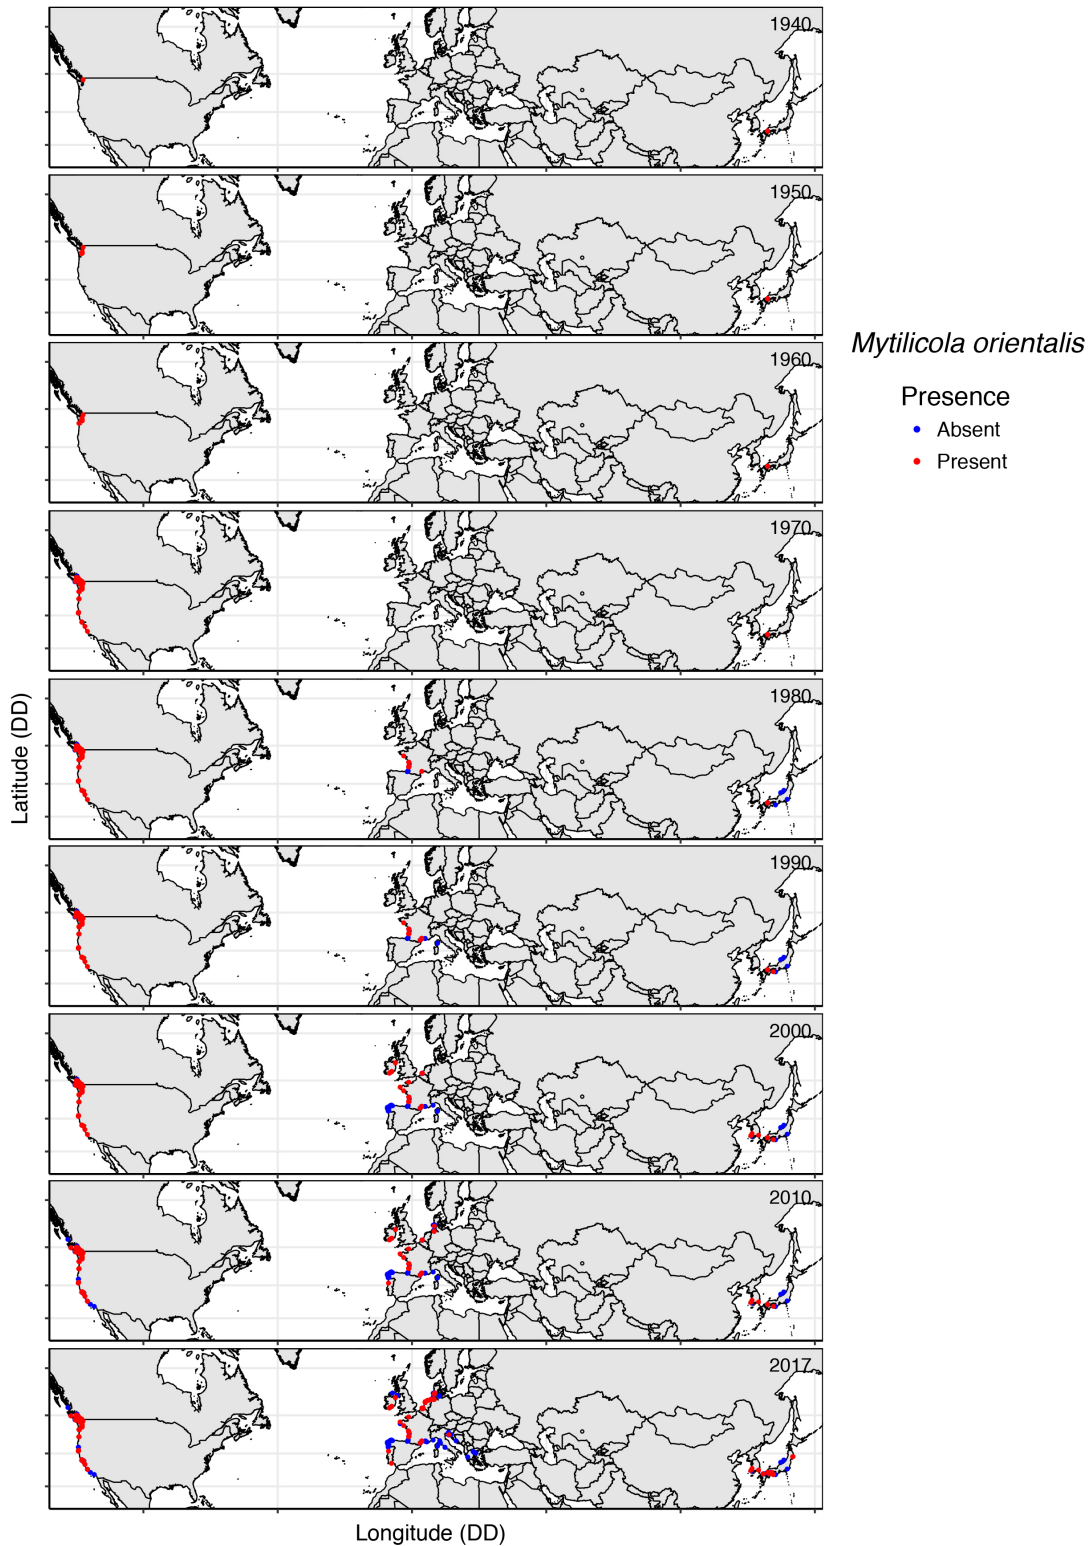 1940
1950
Mytilicola orientalis
1960
Presence
Absent
Present
1970
1980
Latitude (DD)
1990
2000
2010
2017
Longitude (DD)